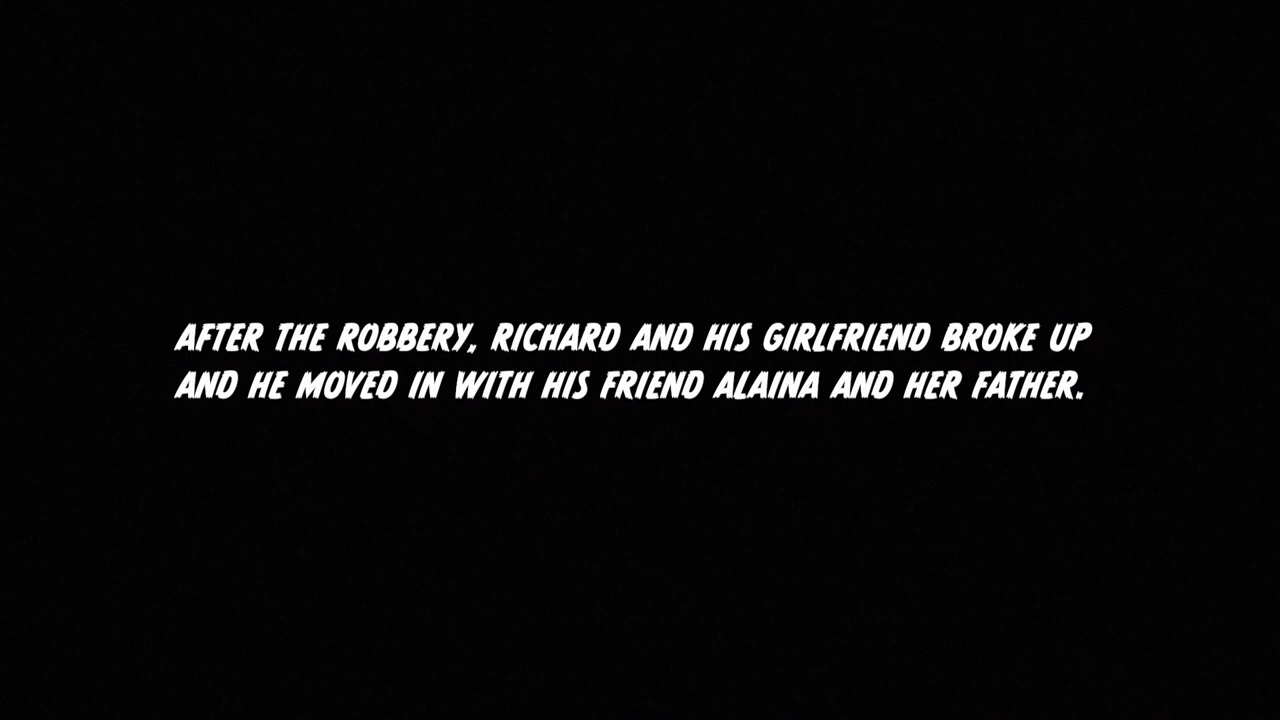 AFTER THE ROBBERY, RICHARD AND HIS GIRLFRIEND BROKE UP
AND HE MOVED IN WITH HIS FRIEND ALAINA AND HER FATHER.